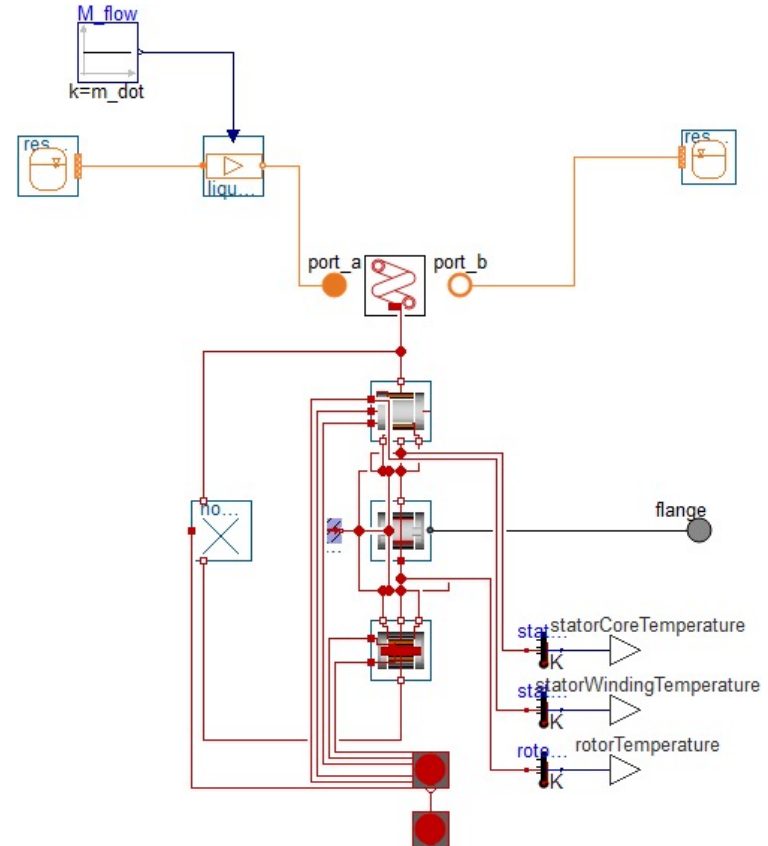 M_flow
k=m_dot
res...
liqu...
res...
port_a
port_b
no...
flange
...
stat...
statorCoreTemperature
K
stat...
statorWindingTemperature
K
roto...
rotorTemperature
K